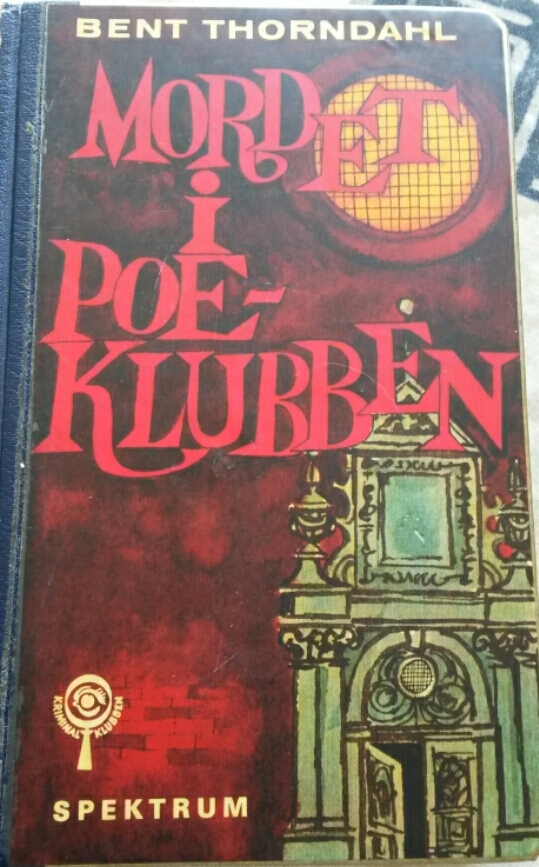 BENT THORNDAHL
MORDET
i
POE-
KLUBBEN
KRIMINAL KLUBBEN
SPEKTRUM